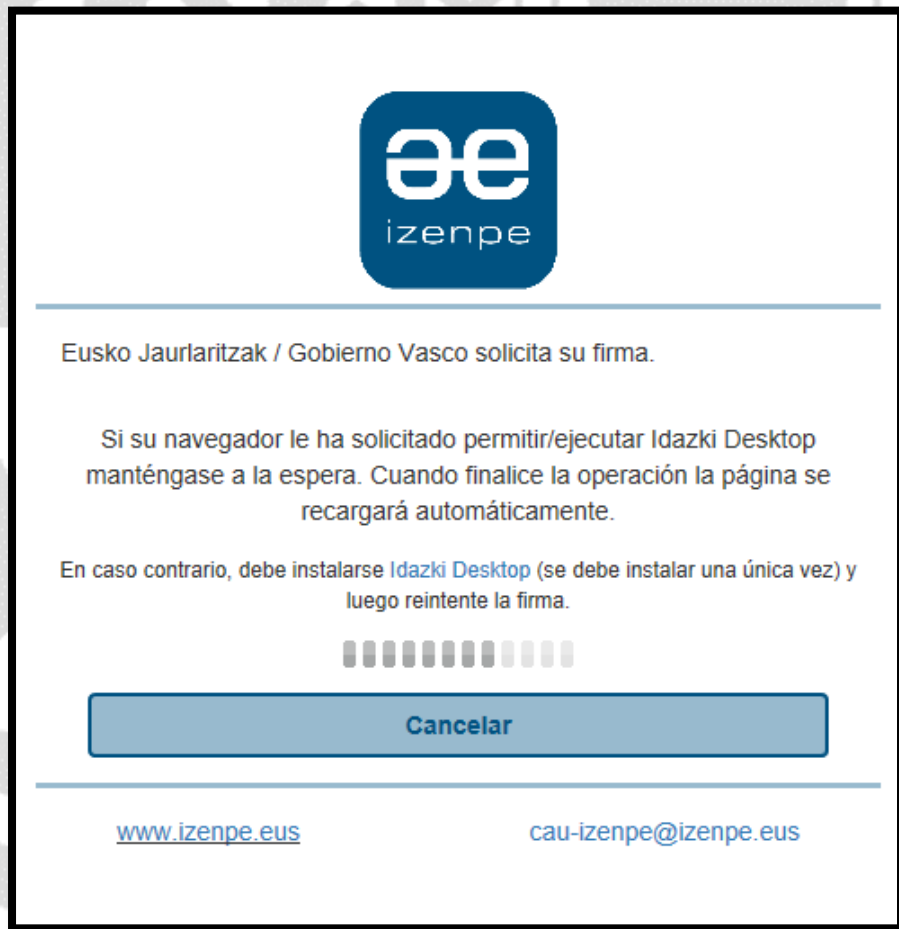 izenpe
Eusko Jaurlaritzak / Gobierno Vasco solicita su firma.
Si su navegador le ha solicitado permitir/ejecutar Idazki Desktop
manténgase a la espera. Cuando finalice la operación la página se
recargará automáticamente.
En caso contrario, debe instalarse Idazki Desktop (se debe instalar una única vez) y
luego reintente la firma.
Cancelar
www.izenpe.eus cau-izenpe@izenpe.eus